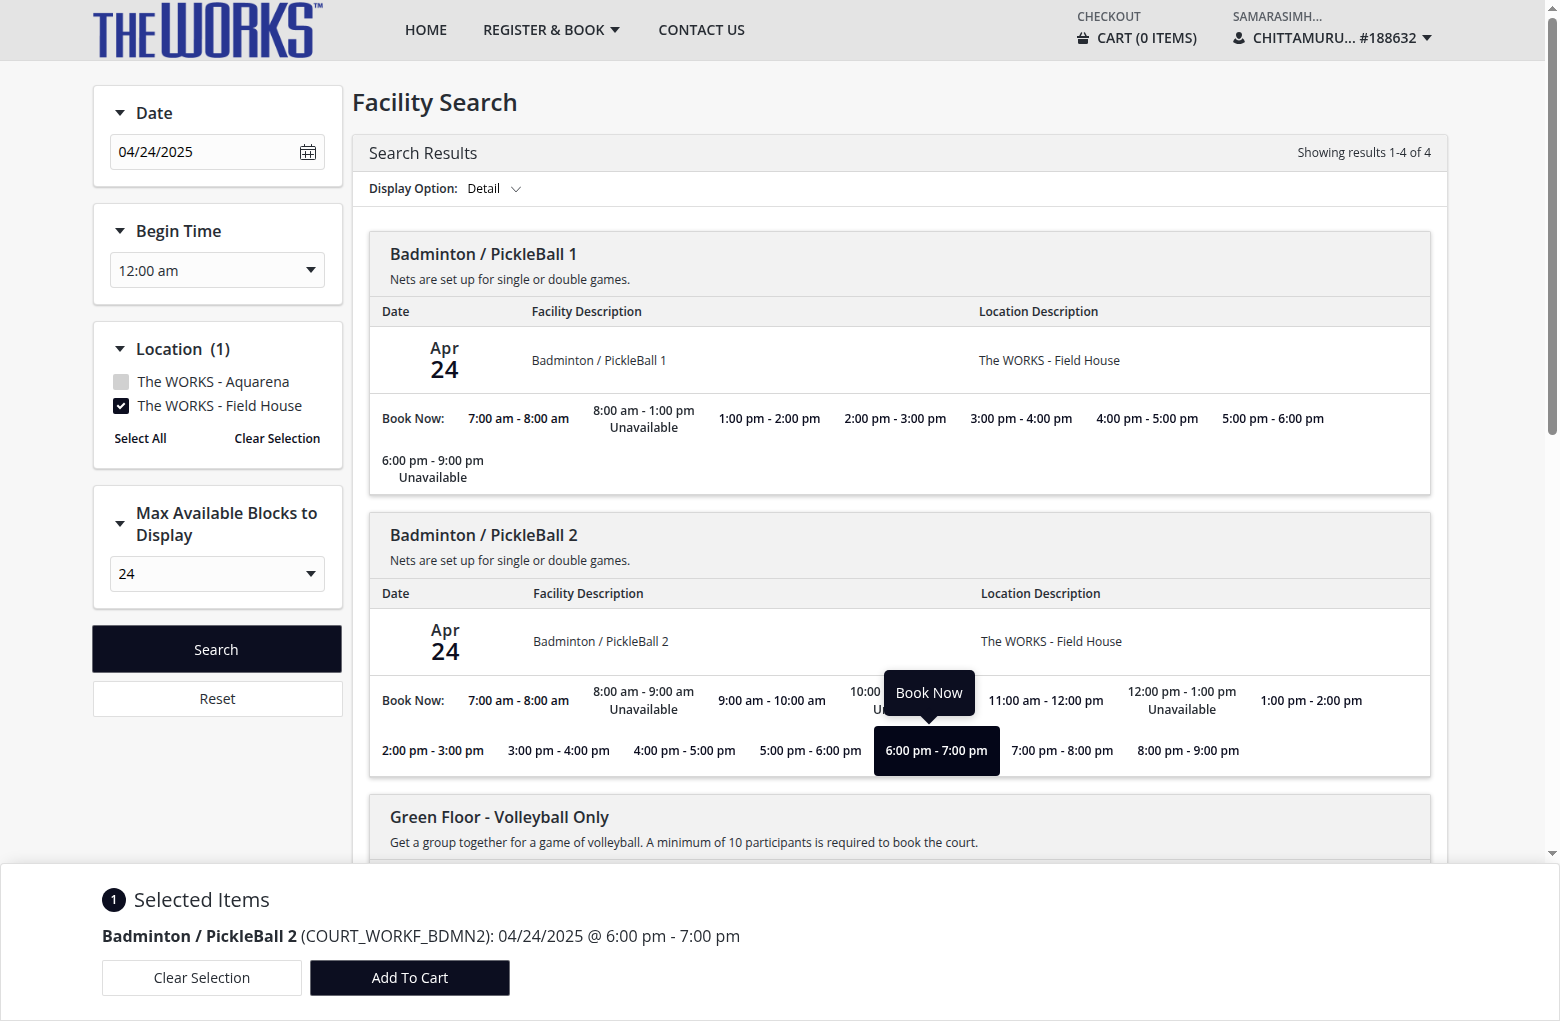 THEWORKS™
HOME
REGISTER & BOOK
CONTACT US
CHECKOUT
CART (0 ITEMS)
SAMARASIMH...
CHITTAMURU... #188632
Date
04/24/2025
Begin Time
12:00 am
Location (1)
The WORKS - Aquarena
The WORKS - Field House
Select All
Clear Selection
Max Available Blocks to
Display
24
Search
Reset
Facility Search
Search Results
Showing results 1-4 of 4
Display Option: Detail
Badminton / PickleBall 1
Nets are set up for single or double games.
Date
Facility Description
Location Description
Apr
24
Badminton / PickleBall 1
The WORKS - Field House
Book Now:
7:00 am - 8:00 am
8:00 am - 1:00 pm
Unavailable
1:00 pm - 2:00 pm
2:00 pm - 3:00 pm
3:00 pm - 4:00 pm
4:00 pm - 5:00 pm
5:00 pm - 6:00 pm
6:00 pm - 9:00 pm
Unavailable
Badminton / PickleBall 2
Nets are set up for single or double games.
Date
Facility Description
Location Description
Apr
24
Badminton / PickleBall 2
The WORKS - Field House
Book Now:
7:00 am - 8:00 am
8:00 am - 9:00 am
Unavailable
9:00 am - 10:00 am
10:00
Book Now
11:00 am - 12:00 pm
12:00 pm - 1:00 pm
Unavailable
1:00 pm - 2:00 pm
2:00 pm - 3:00 pm
3:00 pm - 4:00 pm
4:00 pm - 5:00 pm
5:00 pm - 6:00 pm
6:00 pm - 7:00 pm
7:00 pm - 8:00 pm
8:00 pm - 9:00 pm
Green Floor - Volleyball Only
Get a group together for a game of volleyball. A minimum of 10 participants is required to book the court.
1 Selected Items
Badminton / PickleBall 2 (COURT_WORKF_BDMN2): 04/24/2025 @ 6:00 pm - 7:00 pm
Clear Selection
Add To Cart